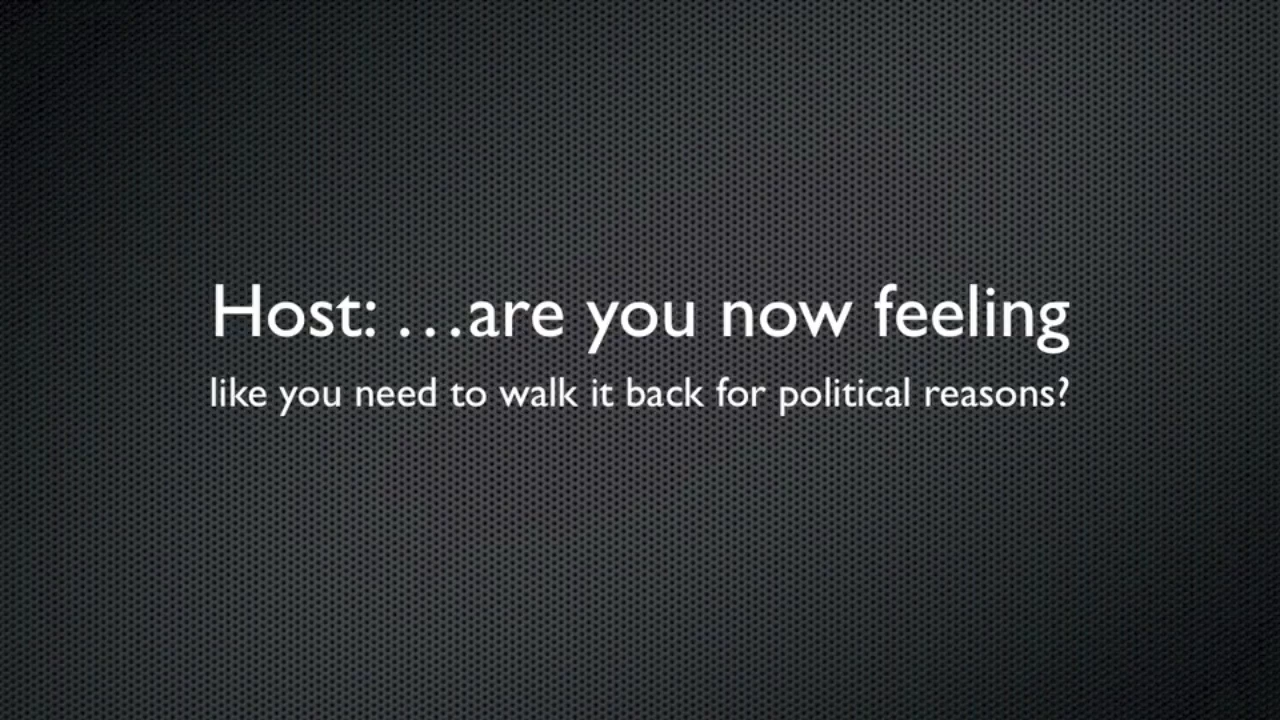 Host: …are you now feeling
like you need to walk it back for political reasons?